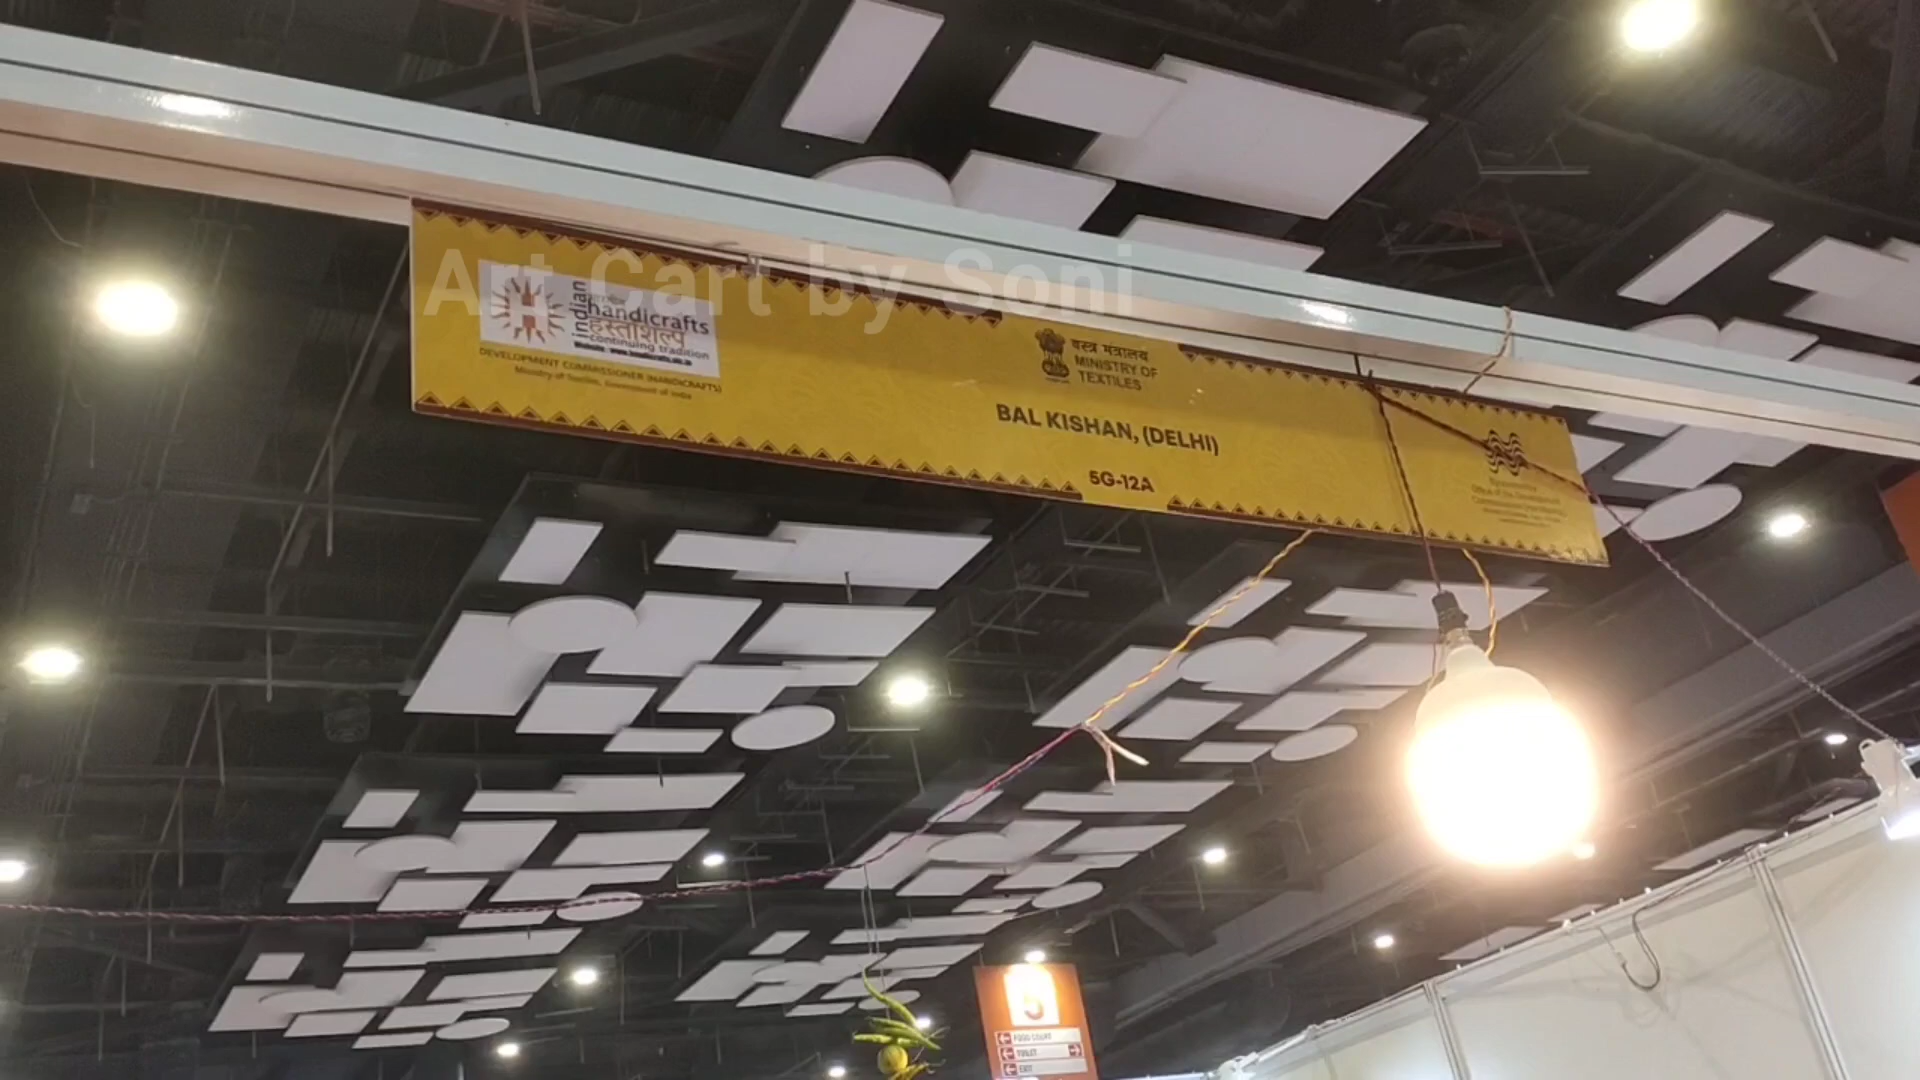 Art Cart by Soni
indian
handicrafts
हस्तशिल्प
continuing tradition
DEVELOPMENT COMMISSIONER (HANDICRAFTS)
Ministry of Textiles, Government of India
वस्त्र मंत्रालय
MINISTRY OF
TEXTILES
BAL KISHAN, (DELHI)
5G-12A
5
FOOD COURT
TOILET
EXIT